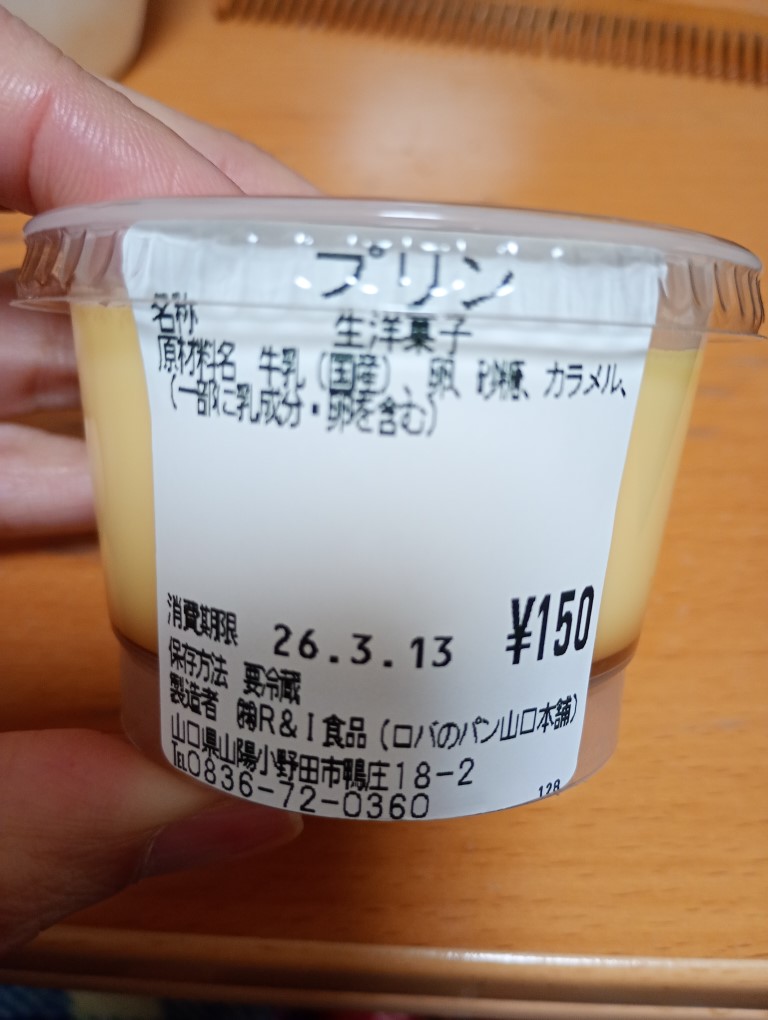 プリン
名称 生洋菓子
原材料名 牛乳（国産）、卵、砂糖、カラメル、
（一部に乳成分・卵を含む）
消費期限 26.3.13 ¥150
保存方法 要冷蔵
製造者 ㈱R＆I食品（ロバのパン山口本舗）
山口県山陽小野田市鴨庄18-2
℡0836-72-0360
128